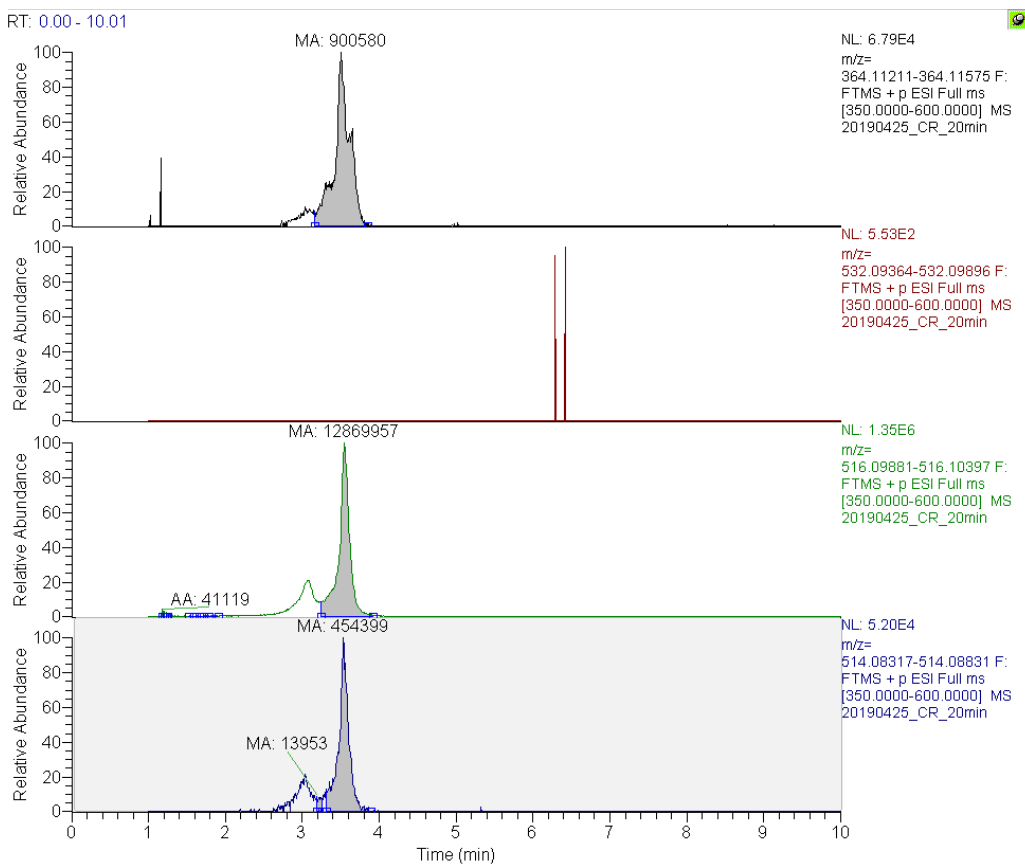 RT: 0.00 - 10.01
MA: 900580
100
80
60
40
20
0
Relative Abundance
NL: 6.79E4
m/z=
364.11211-364.11575 F:
FTMS + p ESI Full ms
[350.0000-600.0000] MS
20190425_CR_20min
100
80
60
40
20
0
Relative Abundance
NL: 5.53E2
m/z=
532.09364-532.09896 F:
FTMS + p ESI Full ms
[350.0000-600.0000] MS
20190425_CR_20min
MA: 12869957
100
80
60
40
20
0
Relative Abundance
AA: 41119
NL: 1.35E6
m/z=
516.09881-516.10397 F:
FTMS + p ESI Full ms
[350.0000-600.0000] MS
20190425_CR_20min
MA: 454399
100
80
60
40
20
0
Relative Abundance
MA: 13953
NL: 5.20E4
m/z=
514.08317-514.08831 F:
FTMS + p ESI Full ms
[350.0000-600.0000] MS
20190425_CR_20min
0 1 2 3 4 5 6 7 8 9 10
Time (min)